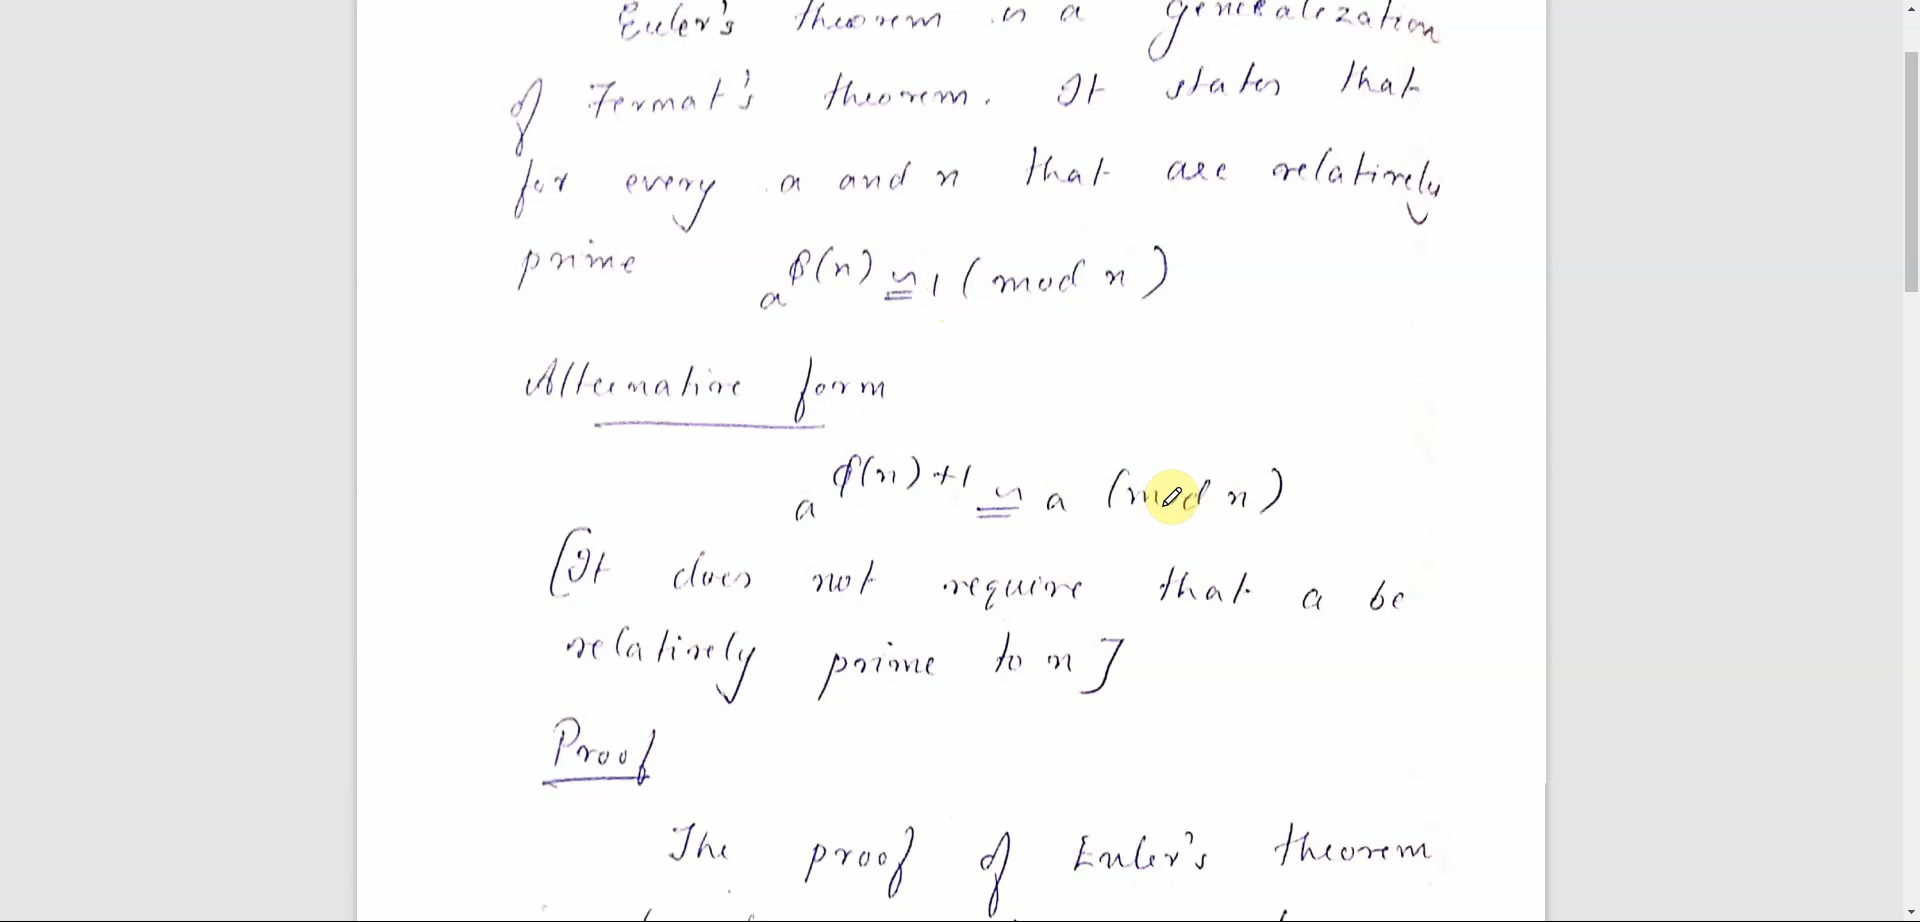 Euler's theorem is a generalization
of Fermat's theorem. It states that
for every a and n that are relatively
prime a^ϕ(n) ≅ 1 (mod n)
Alternative form
a^ϕ(n)+1 ≅ a (mod n)
[It does not require that a be
relatively prime to n]
Proof
The proof of Euler's theorem